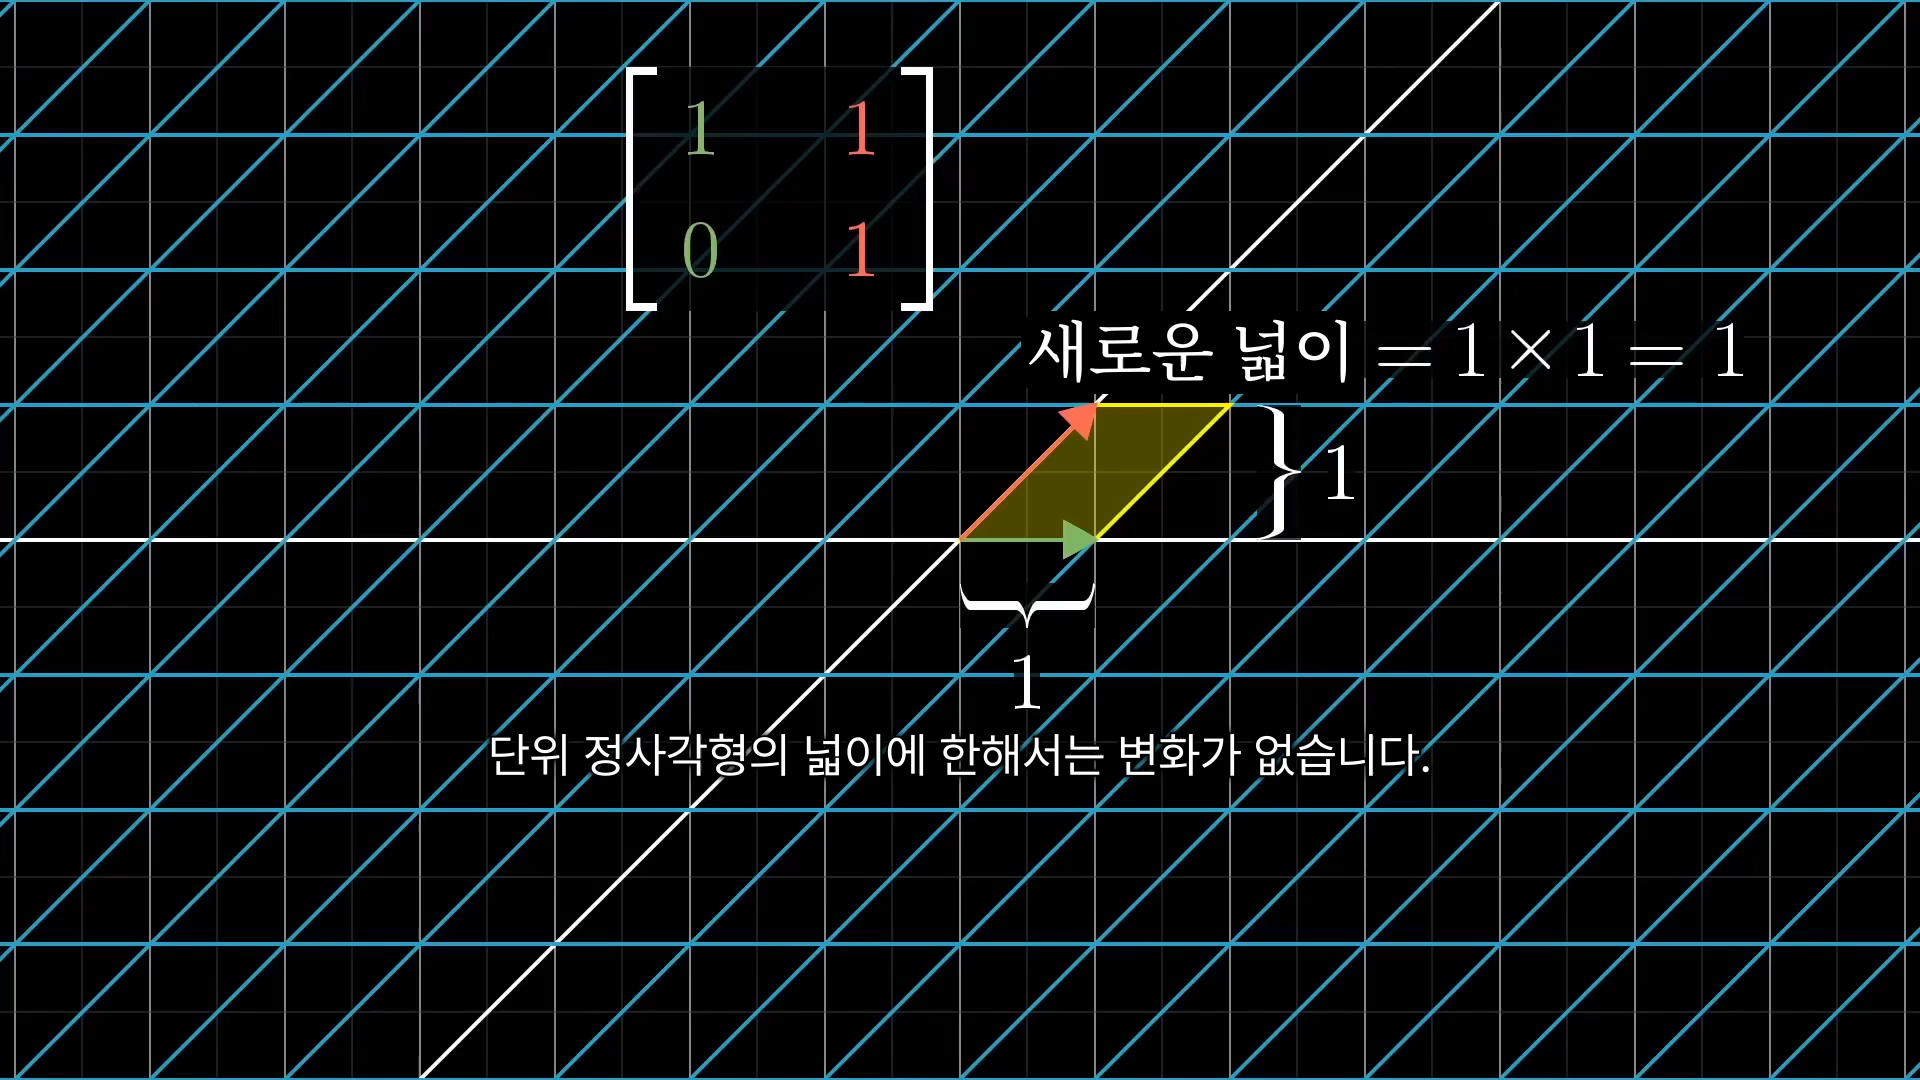 1 1
0 1
새로운 넓이 = 1 × 1 = 1
1
1
단위 정사각형의 넓이에 한해서는 변화가 없습니다.